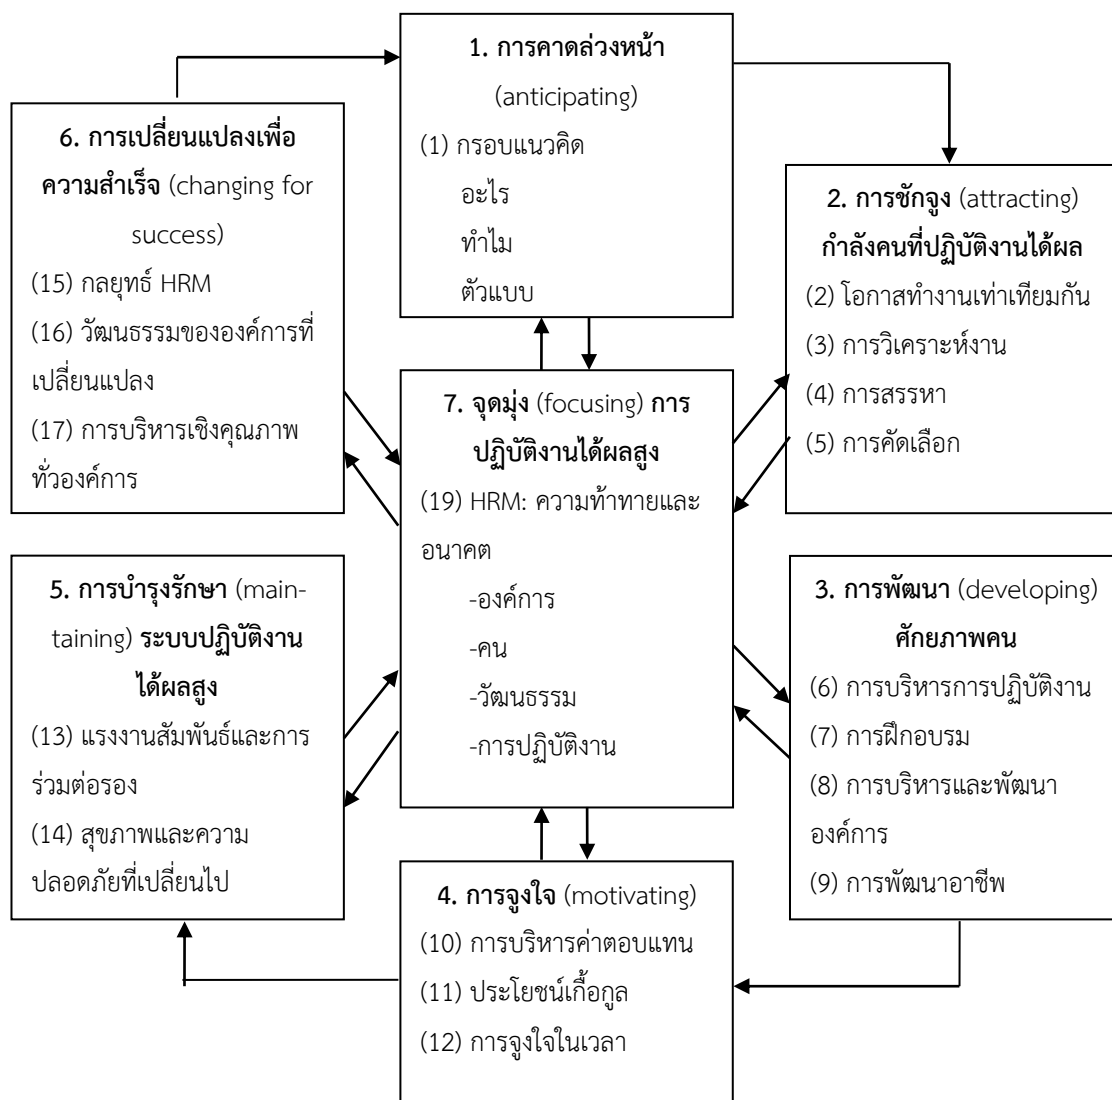 1. การคาดล่วงหน้า
(anticipating)
(1) กรอบแนวคิด
อะไร
ทำไม
ตัวแบบ
2. การชักจูง (attracting)
กำลังคนที่ปฏิบัติงานได้ผล
(2) โอกาสทำงานเท่าเทียมกัน
(3) การวิเคราะห์งาน
(4) การสรรหา
(5) การคัดเลือก
3. การพัฒนา (developing)
ศักยภาพคน
(6) การบริหารการปฏิบัติงาน
(7) การฝึกอบรม
(8) การบริหารและพัฒนา
องค์การ
(9) การพัฒนาอาชีพ
4. การจูงใจ (motivating)
(10) การบริหารค่าตอบแทน
(11) ประโยชน์เกื้อกูล
(12) การจูงใจในเวลา
5. การบำรุงรักษา (main-
taining) ระบบปฏิบัติงาน
ได้ผลสูง
(13) แรงงานสัมพันธ์และการ
ร่วมต่อรอง
(14) สุขภาพและความ
ปลอดภัยที่เปลี่ยนไป
6. การเปลี่ยนแปลงเพื่อ
ความสำเร็จ (changing for
success)
(15) กลยุทธ์ HRM
(16) วัฒนธรรมขององค์การที่
เปลี่ยนแปลง
(17) การบริหารเชิงคุณภาพ
ทั่วองค์การ
7. จุดมุ่ง (focusing) การ
ปฏิบัติงานได้ผลสูง
(19) HRM: ความท้าทายและ
อนาคต
-องค์การ
-คน
-วัฒนธรรม
-การปฏิบัติงาน